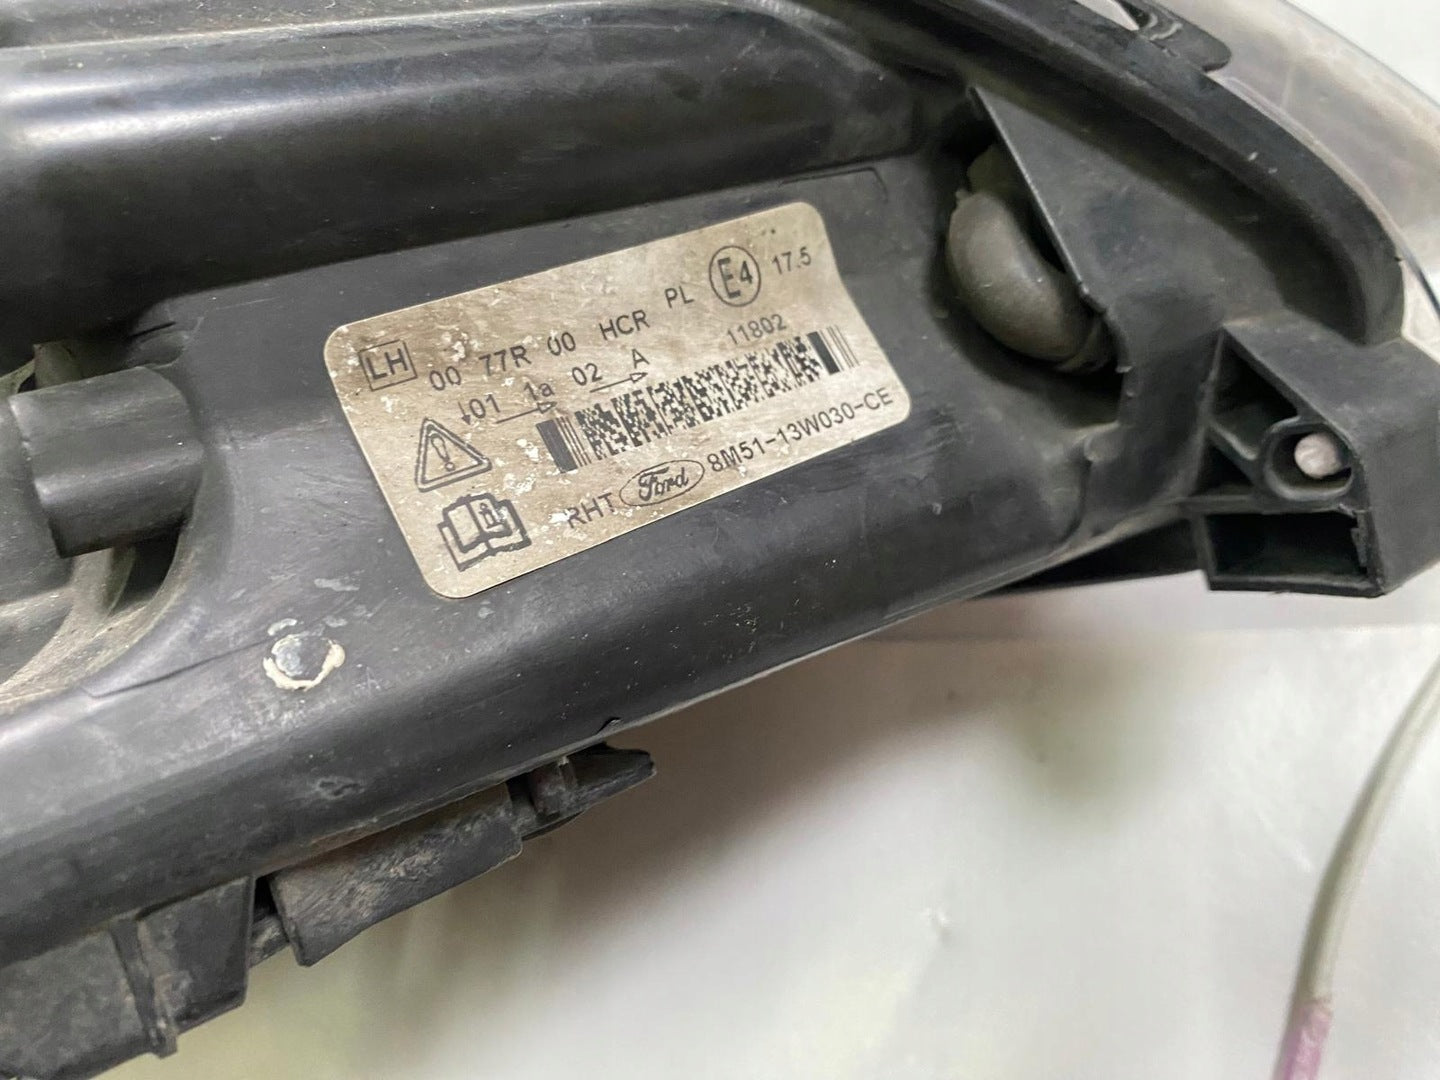 LH 00 77R 00 HCR PL E4 17.5
01 1a 02 A 11802
RHT Ford 8M51-13W030-CE